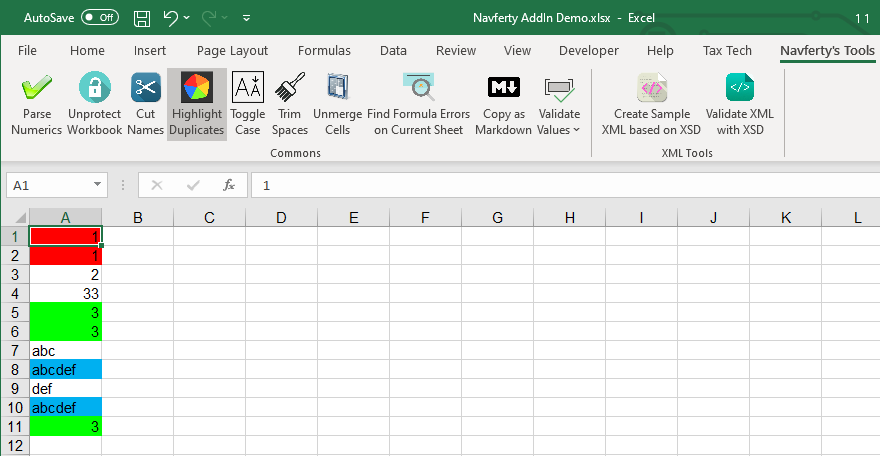 AutoSave Off Navferty AddIn Demo.xlsx - Excel 1 1
File Home Insert Page Layout Formulas Data Review View Developer Help Tax Tech Navferty's Tools
Parse Unprotect Cut Highlight Toggle Trim Unmerge Find Formula Errors Copy as Validate Create Sample Validate XML
Numerics Workbook Names Duplicates Case Spaces Cells on Current Sheet Markdown Values XML based on XSD with XSD
Commons XML Tools
A1 fx 1
A B C D E F G H I J K L
1 1
2 1
3 2
4 33
5 3
6 3
7 abc
8 abcdef
9 def
10 abcdef
11 3
12